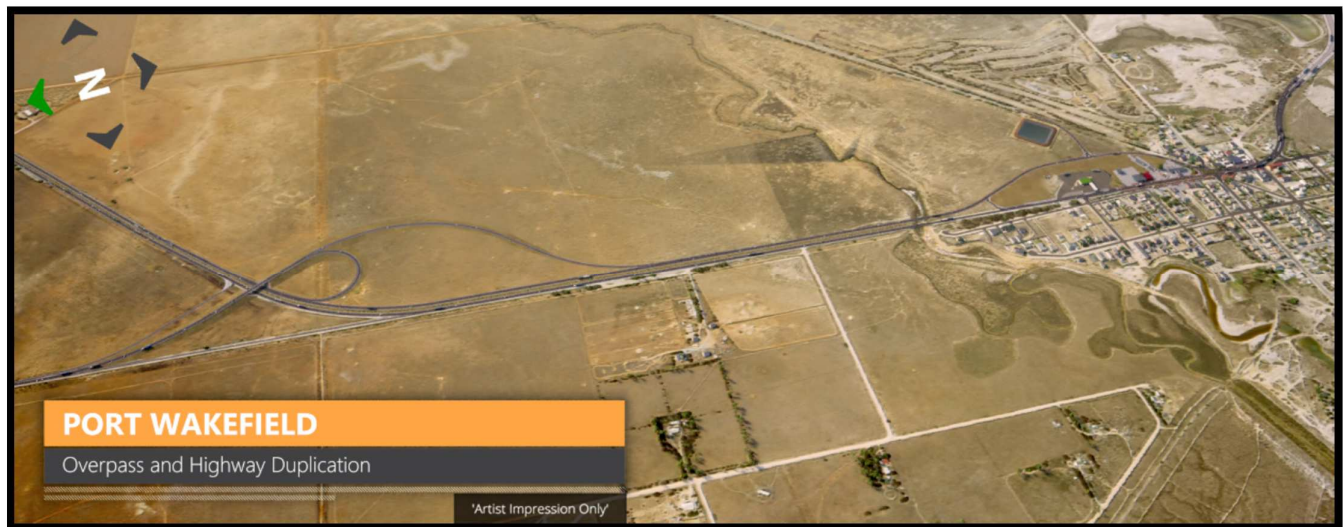 N
PORT WAKEFIELD
Overpass and Highway Duplication
'Artist Impression Only'